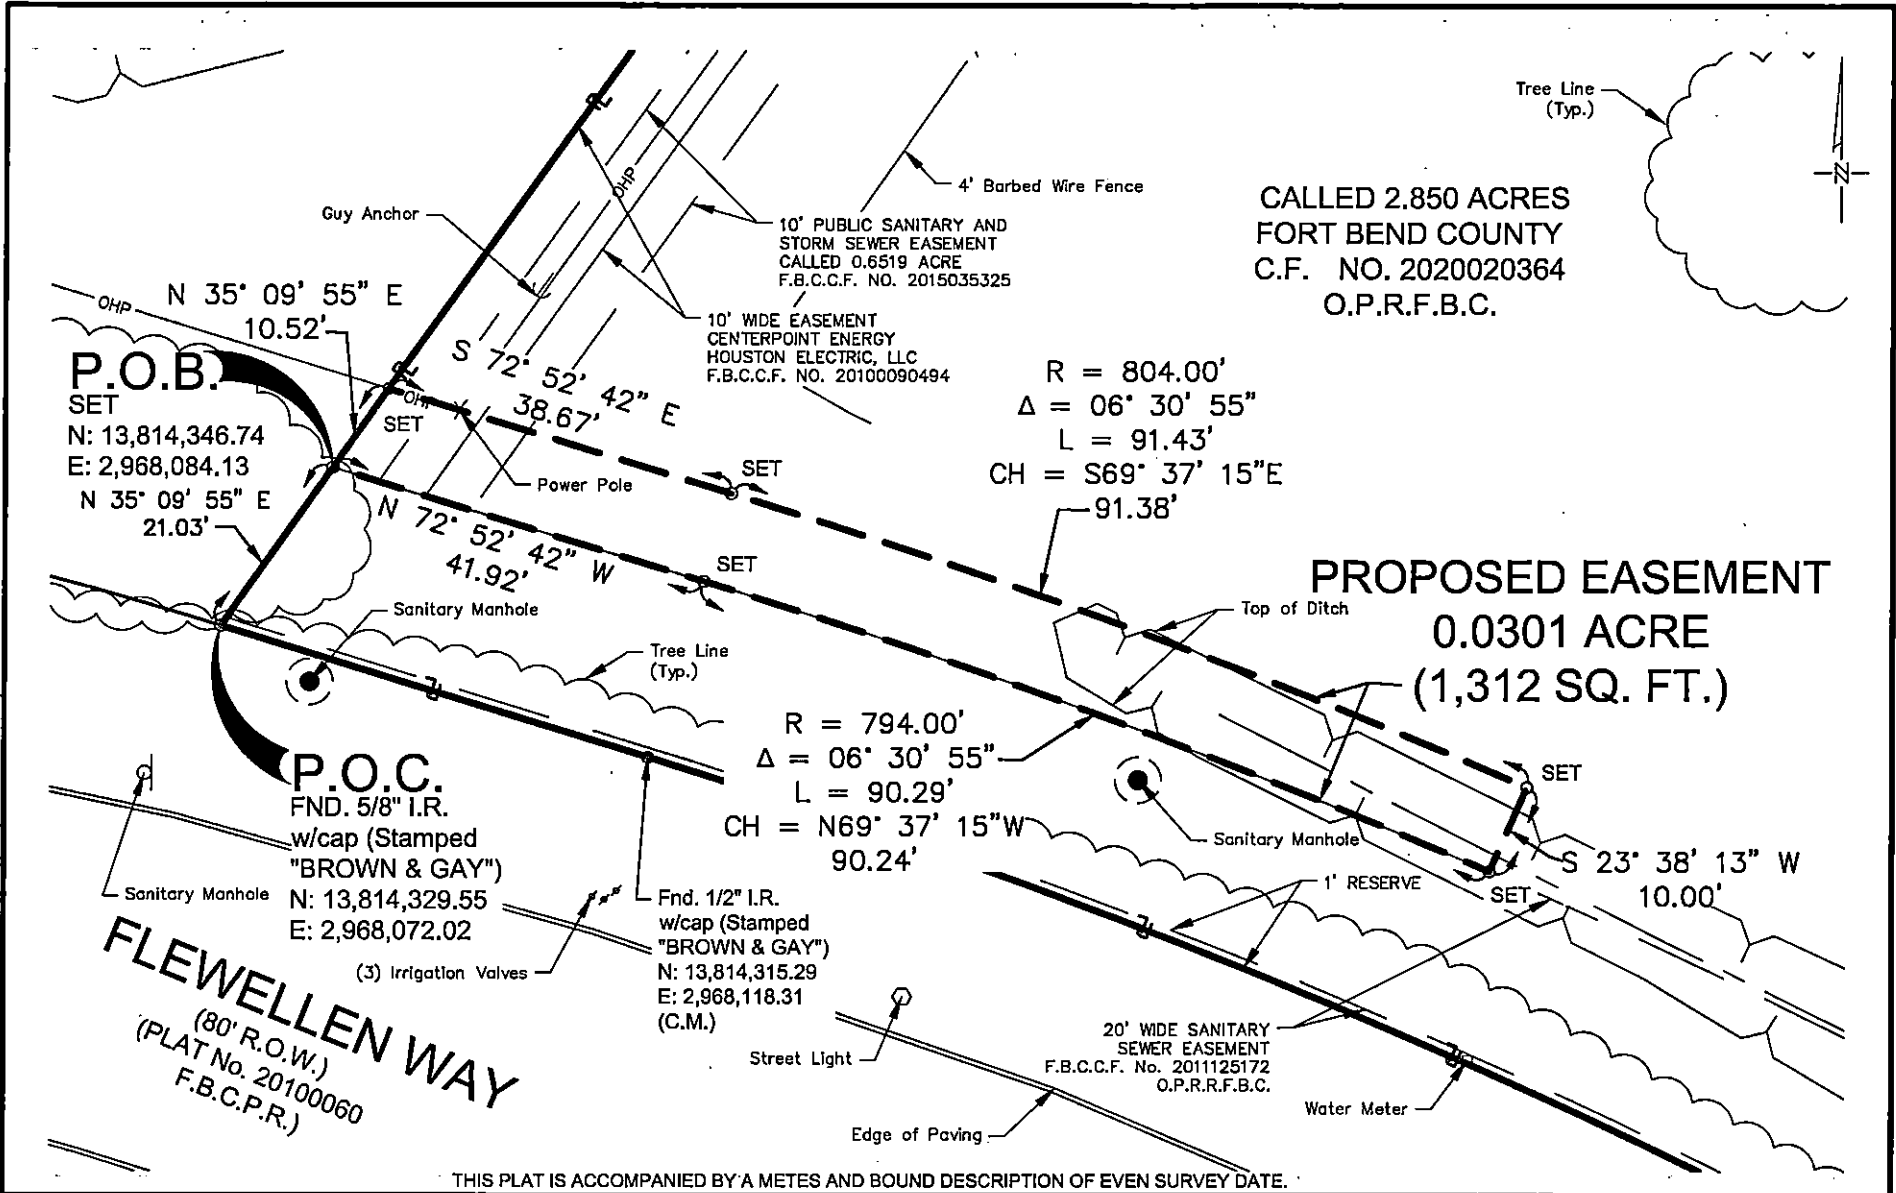 Tree Line
(Typ.)
N
4' Barbed Wire Fence
OHP
Guy Anchor
10' PUBLIC SANITARY AND
STORM SEWER EASEMENT
CALLED 0.6519 ACRE
F.B.C.C.F. NO. 2015035325
CALLED 2.850 ACRES
FORT BEND COUNTY
C.F. NO. 2020020364
O.P.R.F.B.C.
OHP
N 35° 09' 55" E
10.52'
10' WIDE EASEMENT
CENTERPOINT ENERGY
HOUSTON ELECTRIC, LLC
F.B.C.C.F. NO. 20100090494
S 72° 52' 42" E
38.67'
P.O.B.
SET
N: 13,814,346.74
E: 2,968,084.13
OHP
SET
R = 804.00'
Δ = 06° 30' 55"
L = 91.43'
CH = S69° 37' 15"E
91.38'
SET
Power Pole
N 35° 09' 55" E
21.03'
N 72° 52' 42" W
41.92'
SET
PROPOSED EASEMENT
0.0301 ACRE
(1,312 SQ. FT.)
Sanitary Manhole
Top of Ditch
Tree Line
(Typ.)
R = 794.00'
Δ = 06° 30' 55"
L = 90.29'
CH = N69° 37' 15"W
90.24'
SET
P.O.C.
FND. 5/8" I.R.
w/cap (Stamped
"BROWN & GAY")
N: 13,814,329.55
E: 2,968,072.02
Sanitary Manhole
S 23° 38' 13" W
10.00'
SET
1' RESERVE
Sanitary Manhole
Fnd. 1/2" I.R.
w/cap (Stamped
"BROWN & GAY")
N: 13,814,315.29
E: 2,968,118.31
(C.M.)
(3) Irrigation Valves
FLEWELLEN WAY
(80' R.O.W.)
(PLAT No. 20100060
F.B.C.P.R.)
Street Light
20' WIDE SANITARY
SEWER EASEMENT
F.B.C.C.F. No. 2011125172
O.P.R.R.F.B.C.
Water Meter
Edge of Paving
THIS PLAT IS ACCOMPANIED BY A METES AND BOUND DESCRIPTION OF EVEN SURVEY DATE.